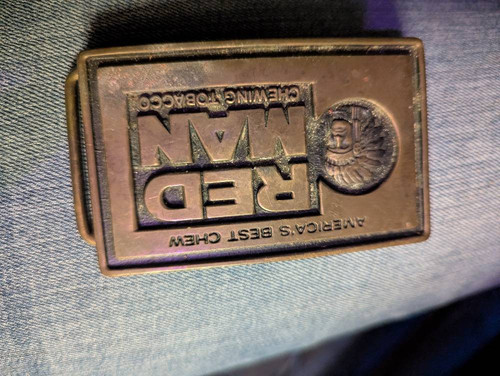 AMERICA'S BEST CHEW
RED
MAN
CHEWING TOBACCO